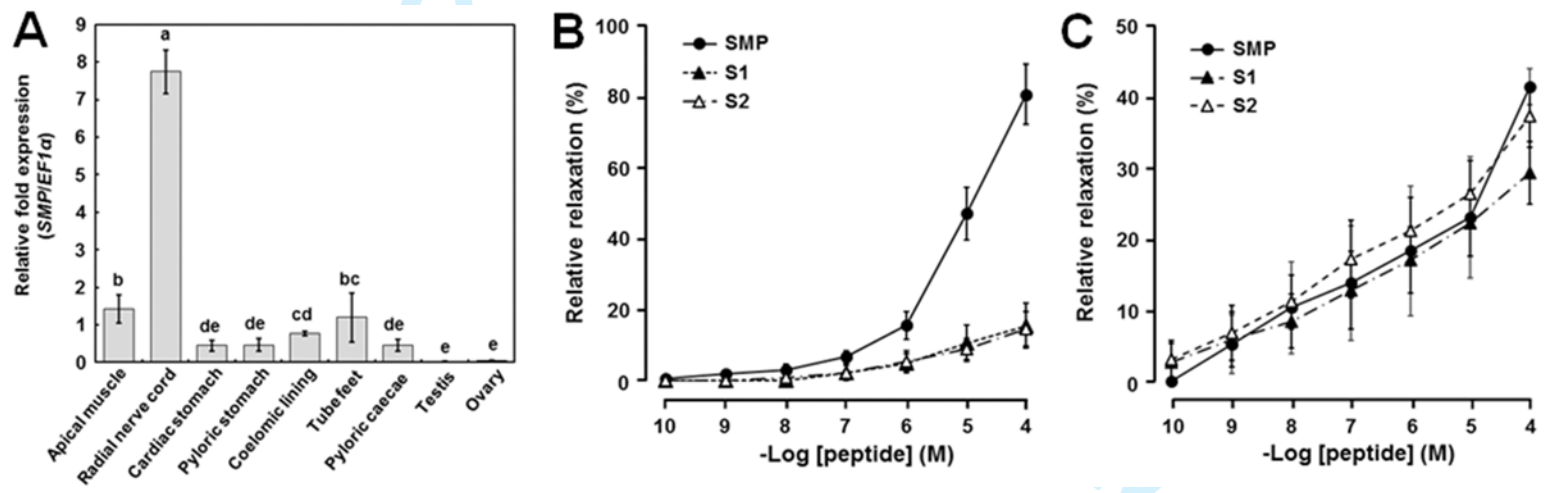 A
Relative fold expression
(SMP/EF1α)
9
8
7
6
5
4
3
2
1
0
b
a
de
de
cd
bc
de
e
e
Apical muscle
Radial nerve cord
Cardiac stomach
Pyloric stomach
Coelomic lining
Tube feet
Pyloric caecae
Testis
Ovary
B
Relative relaxation (%)
100
80
60
40
20
0
SMP
S1
S2
10 9 8 7 6 5 4
-Log [peptide] (M)
C
Relative relaxation (%)
50
40
30
20
10
0
SMP
S1
S2
10 9 8 7 6 5 4
-Log [peptide] (M)